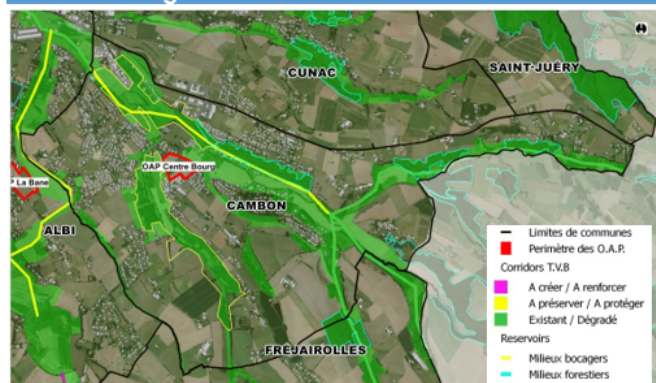 CUNAC
SAINT-JUÉRY
OAP Centre Bourg
P La Bane
CAMBON
ALBI
FRÉJAIROLLES
Limites de communes
Perimètre des O.A.P.
Corridors T.V.B
A créer / A renforcer
A préserver / A protéger
Existant / Dégradé
Reservoirs
Milieux bocagers
Milieux forestiers